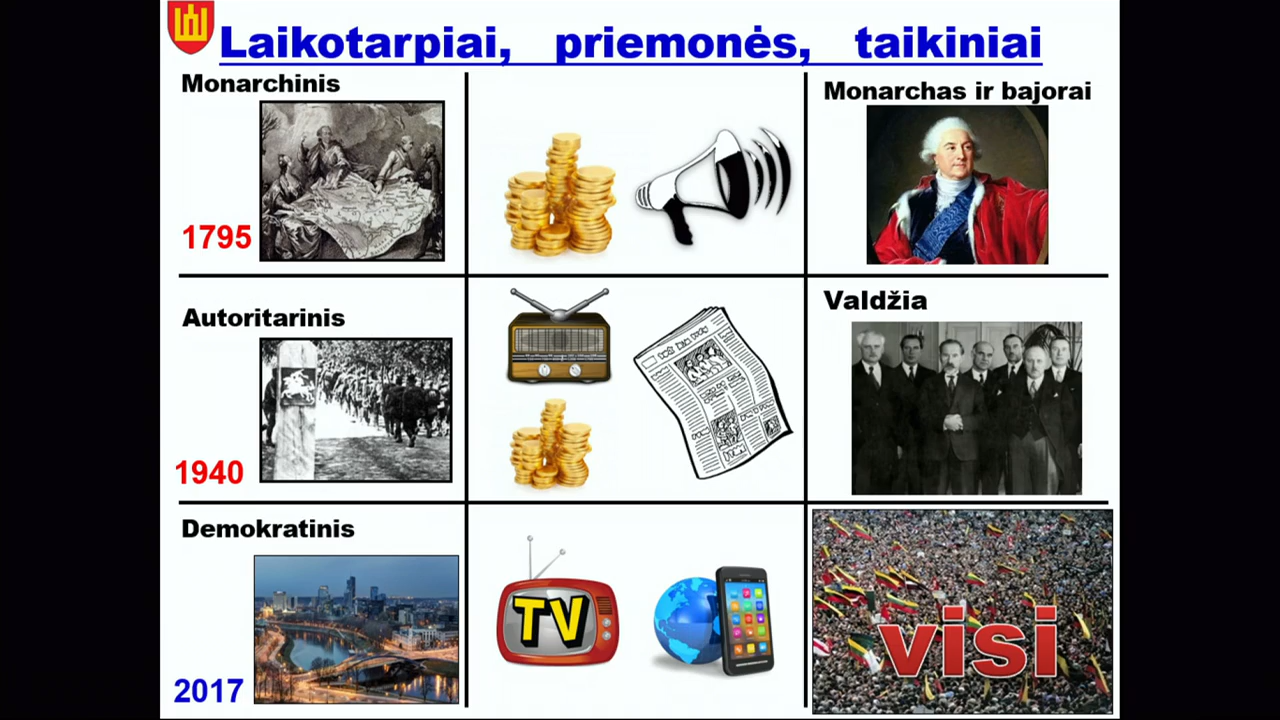 Laikotarpiai, priemonės, taikiniai
Monarchinis
Monarchas ir bajorai
1795
Autoritarinis
Valdžia
1940
Demokratinis
TV
visi
2017